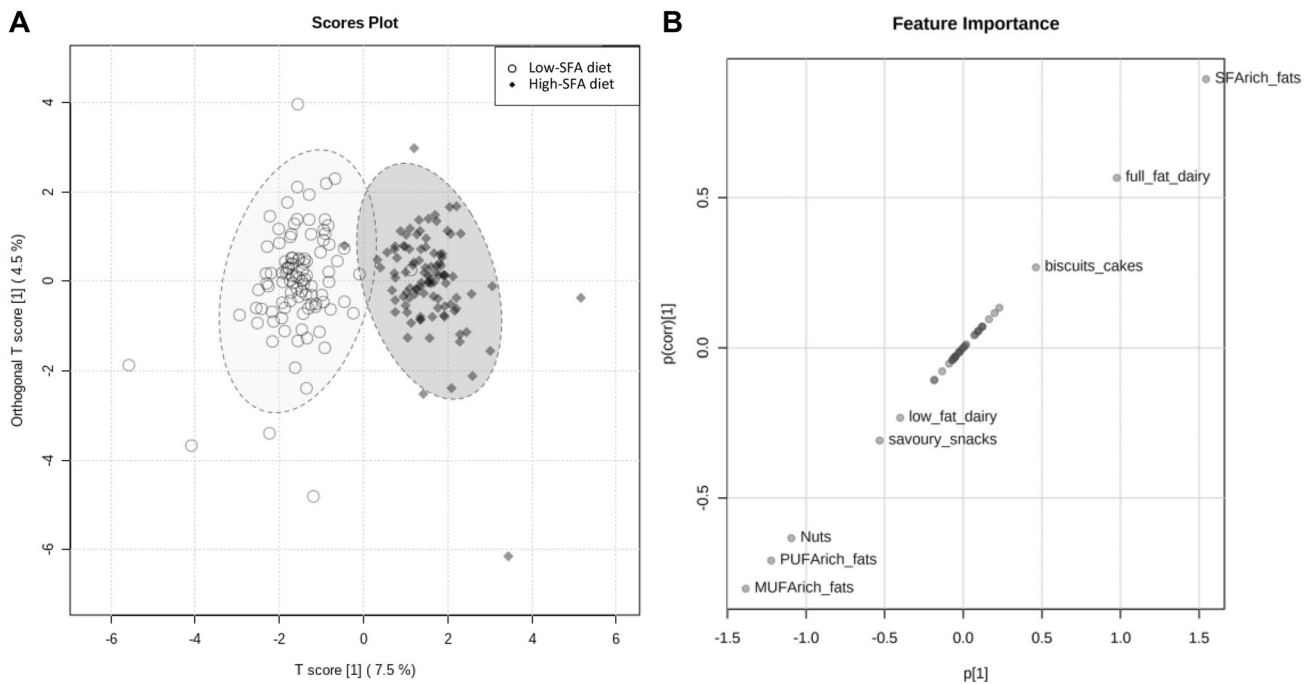 A
Scores Plot
Low-SFA diet
High-SFA diet
Orthogonal T score [1] ( 4.5 %)
4
2
0
-2
-4
-6
-6
-4
-2
0
2
4
6
T score [1] ( 7.5 %)
B
Feature Importance
SFArich_fats
full_fat_dairy
biscuits_cakes
low_fat_dairy
savoury_snacks
Nuts
PUFArich_fats
MUFArich_fats
p(corr)[1]
0.5
0.0
-0.5
-1.5
-1.0
-0.5
0.0
0.5
1.0
1.5
p[1]